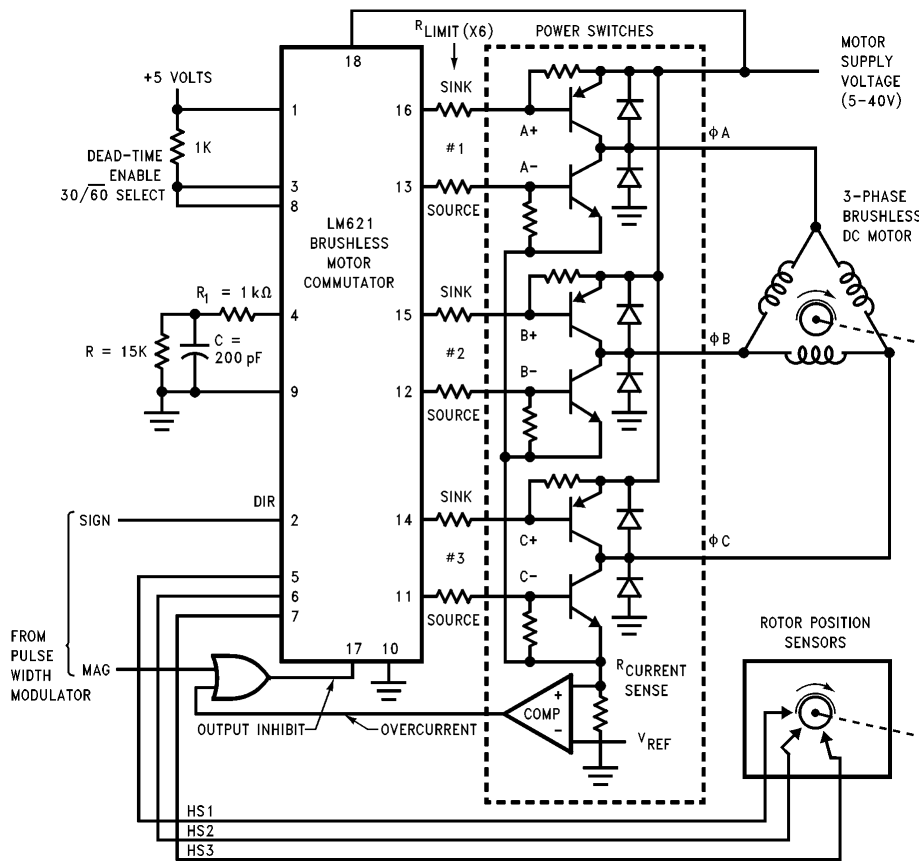 R LIMIT (X6)
POWER SWITCHES
MOTOR
SUPPLY
VOLTAGE
(5-40V)
+5 VOLTS
18
1
16
SINK
A+
1K
#1
ΦA
DEAD-TIME
ENABLE
30/60 SELECT
3
8
13
A-
SOURCE
3-PHASE
BRUSHLESS
DC MOTOR
LM621
BRUSHLESS
MOTOR
COMMUTATOR
SINK
R1 = 1kΩ
4
15
B+
ΦB
R = 15K
C =
200 pF
#2
9
12
B-
SOURCE
SINK
DIR
SIGN
2
14
C+
ΦC
#3
5
6
7
11
C-
SOURCE
FROM
PULSE
WIDTH
MODULATOR
MAG
17
10
ROTOR POSITION
SENSORS
R CURRENT
SENSE
+
COMP
-
VREF
OUTPUT INHIBIT
OVERCURRENT
HS1
HS2
HS3